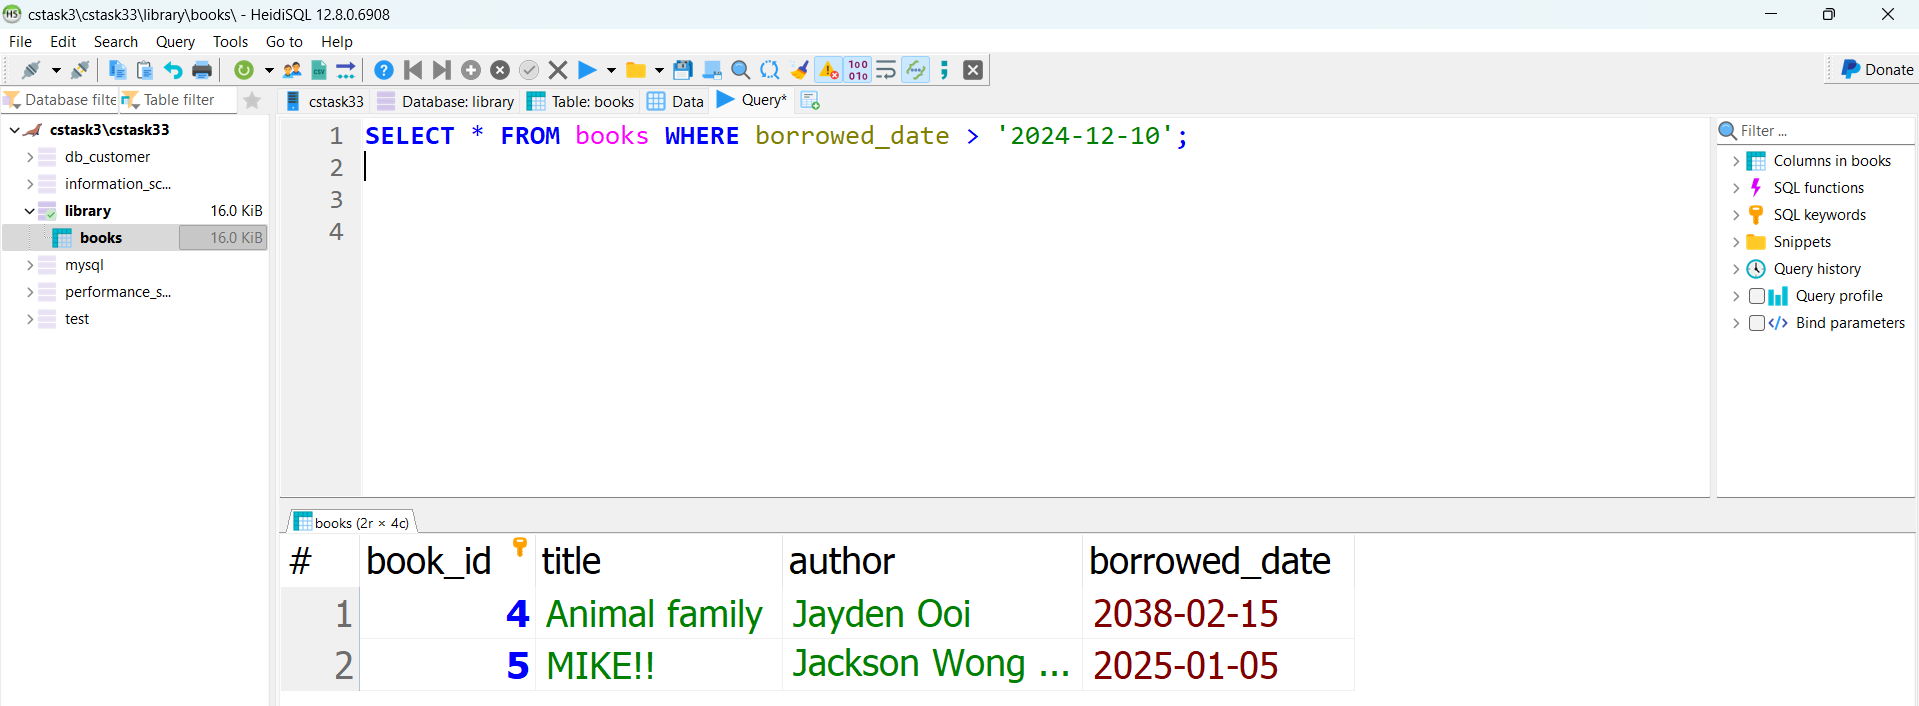 cstask3\cstask33\library\books\ - HeidiSQL 12.8.0.6908
File Edit Search Query Tools Go to Help
Donate
Database filte Table filter
cstask33 Database: library Table: books Data Query*
cstask3\cstask33
db_customer
information_sc...
library 16.0 KiB
books 16.0 KiB
mysql
performance_s...
test
1 SELECT * FROM books WHERE borrowed_date > '2024-12-10';
2
3
4
Filter ...
Columns in books
SQL functions
SQL keywords
Snippets
Query history
Query profile
Bind parameters
books (2r × 4c)
# book_id title author borrowed_date
1 4 Animal family Jayden Ooi 2038-02-15
2 5 MIKE!! Jackson Wong ... 2025-01-05